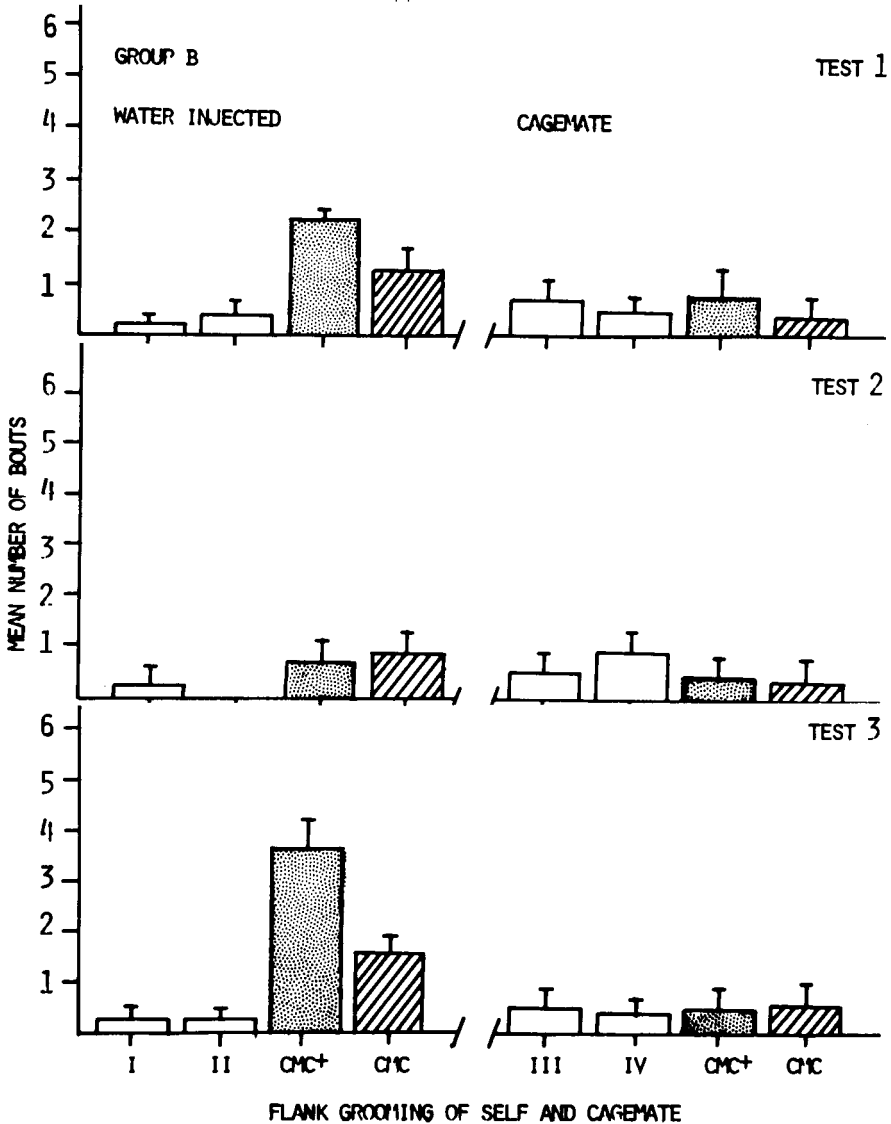 6
GROUP B
TEST 1
5
WATER INJECTED
CAGEMATE
4
3
2
1
TEST 2
6
5
4
3
2
1
MEAN NUMBER OF BOUTS
TEST 3
6
5
4
3
2
1
I II CMC+ CMC III IV CMC+ CMC
FLANK GROOMING OF SELF AND CAGEMATE